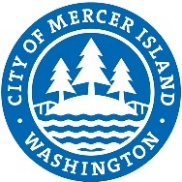 CITY OF MERCER ISLAND
WASHINGTON